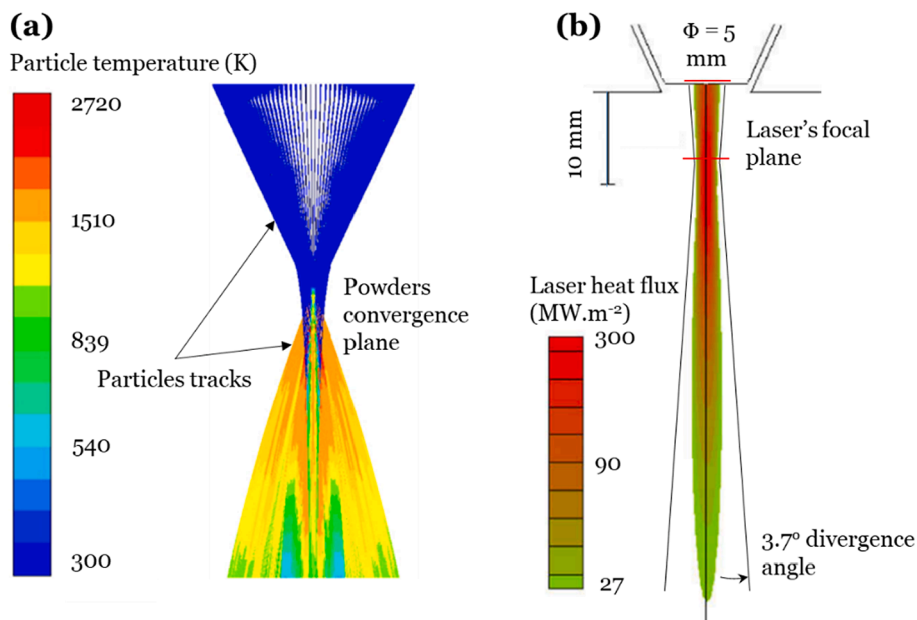 (a)
Particle temperature (K)
2720
1510
839
540
300
Powders
convergence
plane
Particles tracks
(b)
Φ = 5
mm
10 mm
Laser's focal
plane
Laser heat flux
(MW.m⁻²)
300
90
27
3.7° divergence
angle